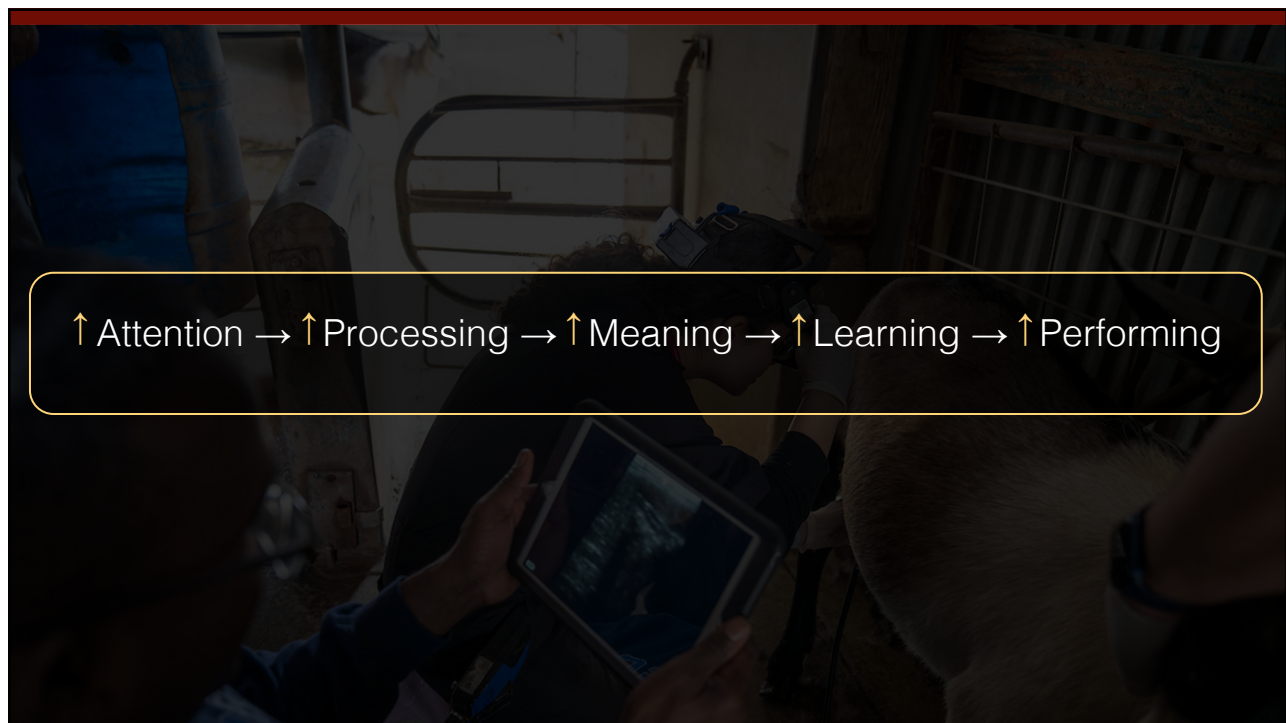 ↑Attention → ↑Processing → ↑Meaning → ↑Learning → ↑Performing